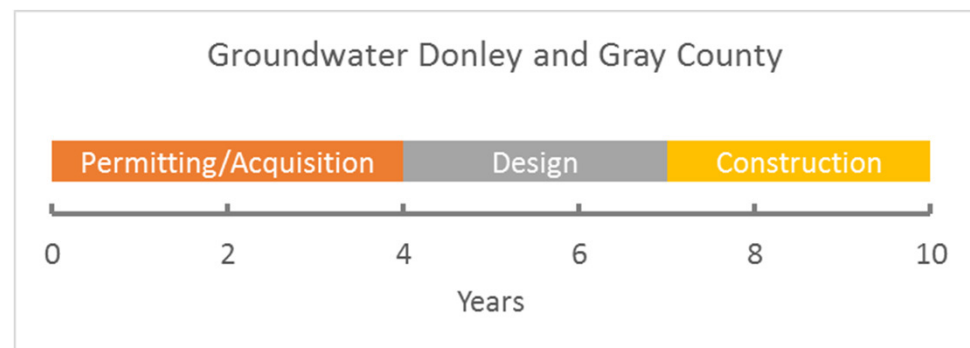 Groundwater Donley and Gray County
Permitting/Acquisition Design Construction
0 2 4 6 8 10
Years